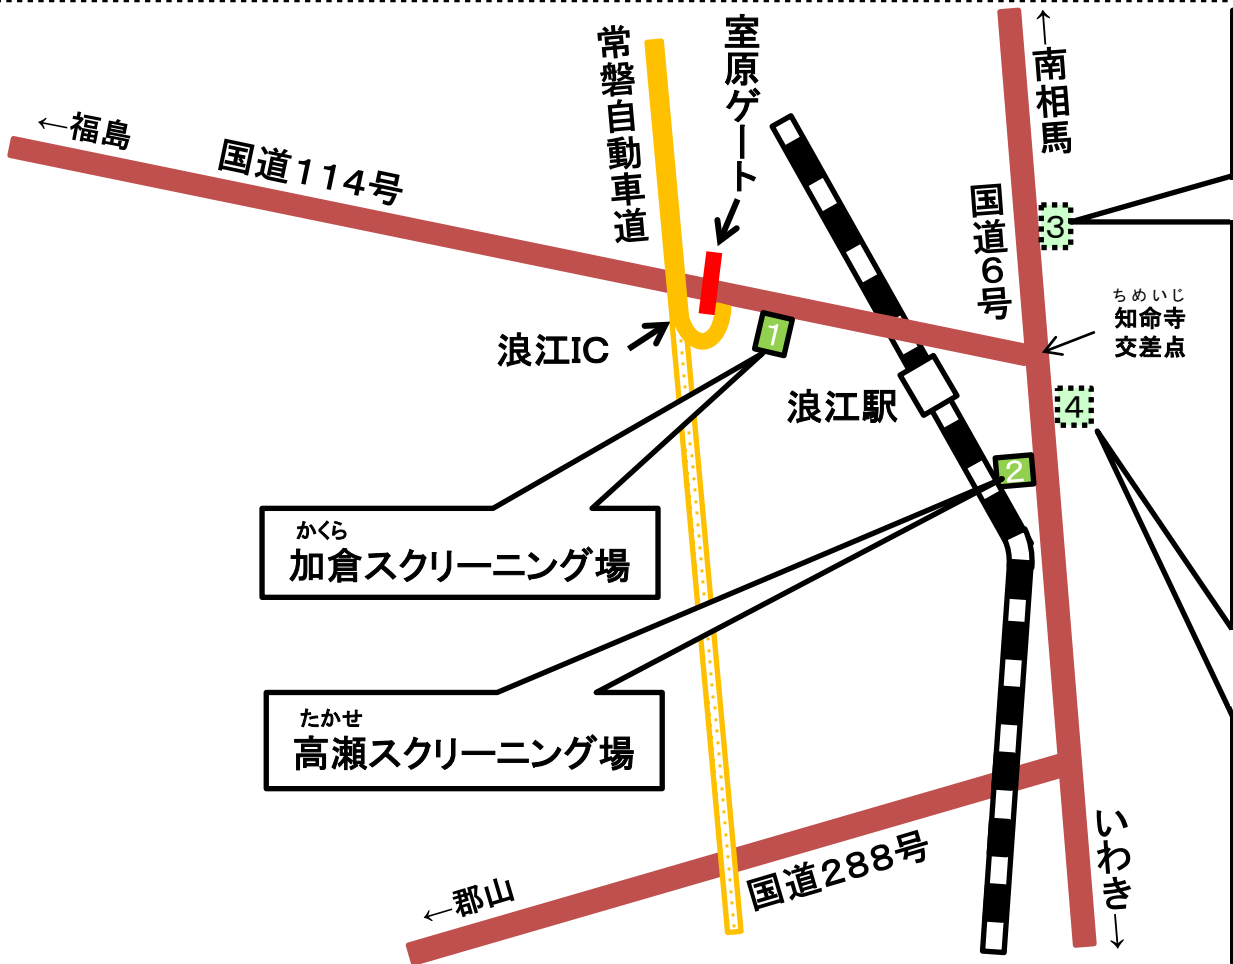 常磐自動車道
室原ゲート
↑南相馬
←福島
国道114号
国道6号
3
ちめいじ
知命寺
交差点
浪江IC
1
浪江駅
4
2
かくら
加倉スクリーニング場
たかせ
高瀬スクリーニング場
いわき→
国道288号
←郡山